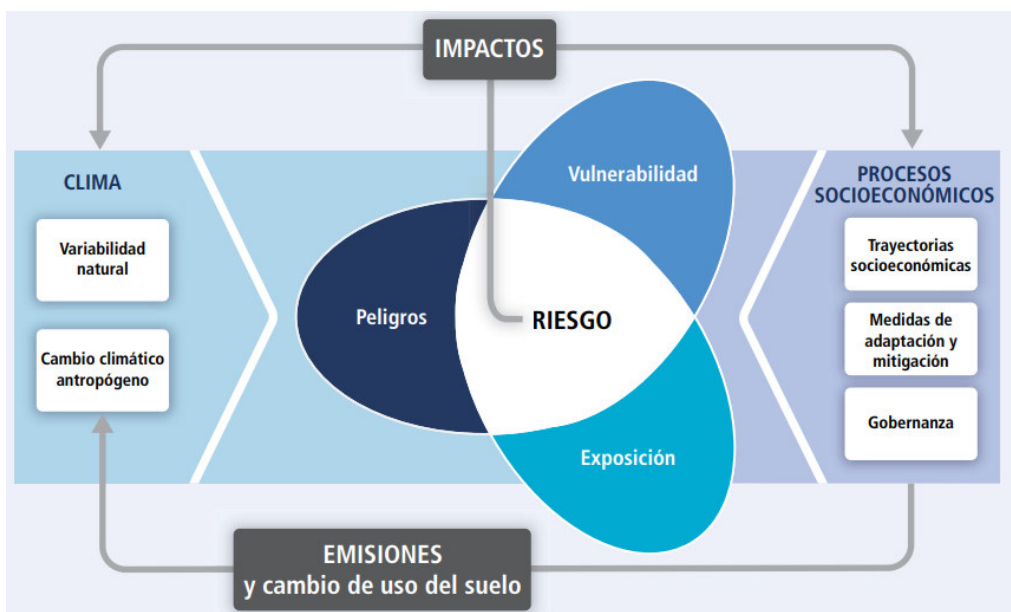 IMPACTOS
CLIMA
Variabilidad
natural
Cambio climático
antropógeno
Vulnerabilidad
Peligros
RIESGO
Exposición
PROCESOS
SOCIOECONÓMICOS
Trayectorias
socioeconómicas
Medidas de
adaptación y
mitigación
Gobernanza
EMISIONES
y cambio de uso del suelo